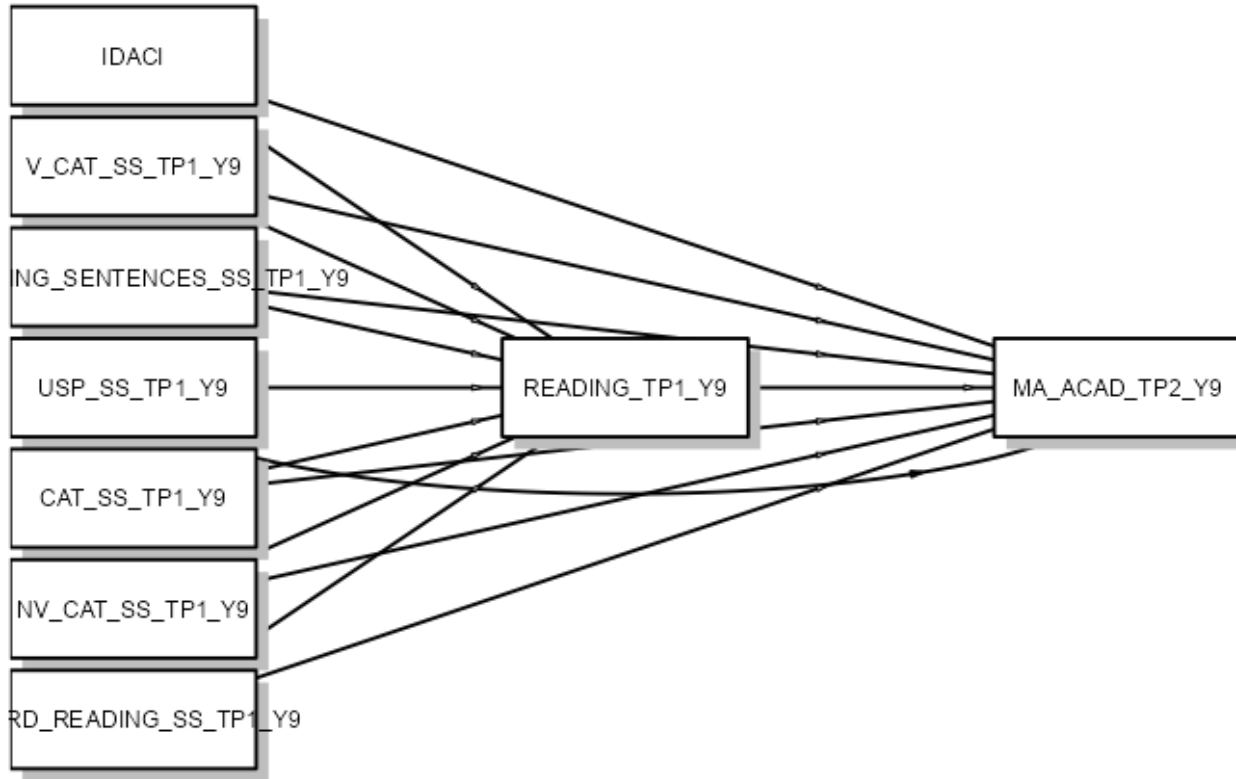 IDACI
V_CAT_SS_TP1_Y9
ING_SENTENCES_SS_TP1_Y9
USP_SS_TP1_Y9
READING_TP1_Y9
MA_ACAD_TP2_Y9
CAT_SS_TP1_Y9
NV_CAT_SS_TP1_Y9
RD_READING_SS_TP1_Y9